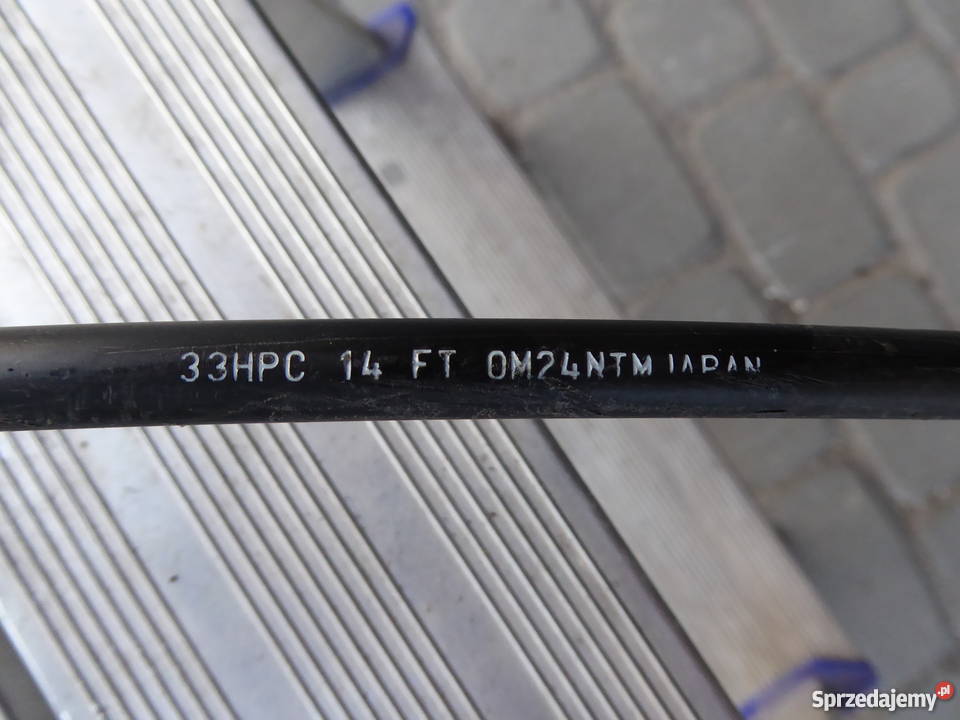 33HPC 14 FT 0M24NTM JAPAN
Sprzedajemy.pl